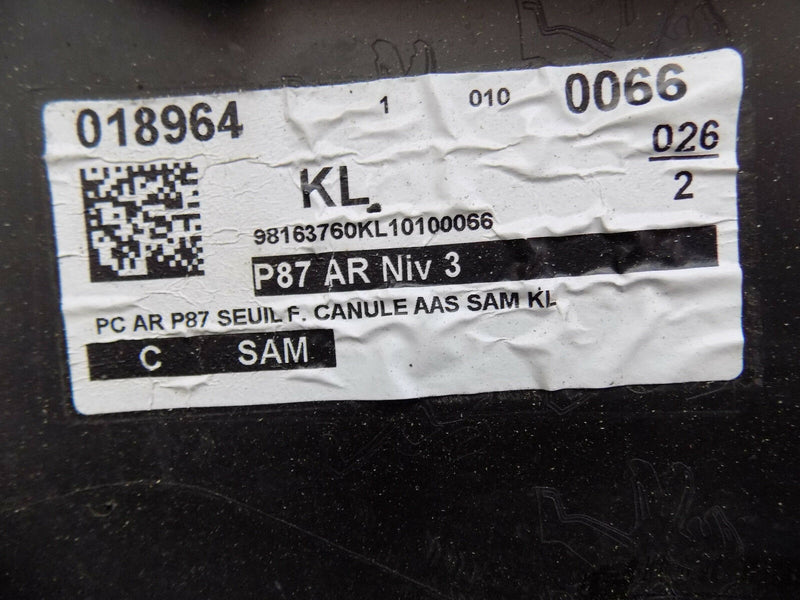 018964 1 010 0066
026
KL 2
98163760KL10100066
P87 AR Niv 3
PC AR P87 SEUIL F. CANULE AAS SAM KL
C SAM